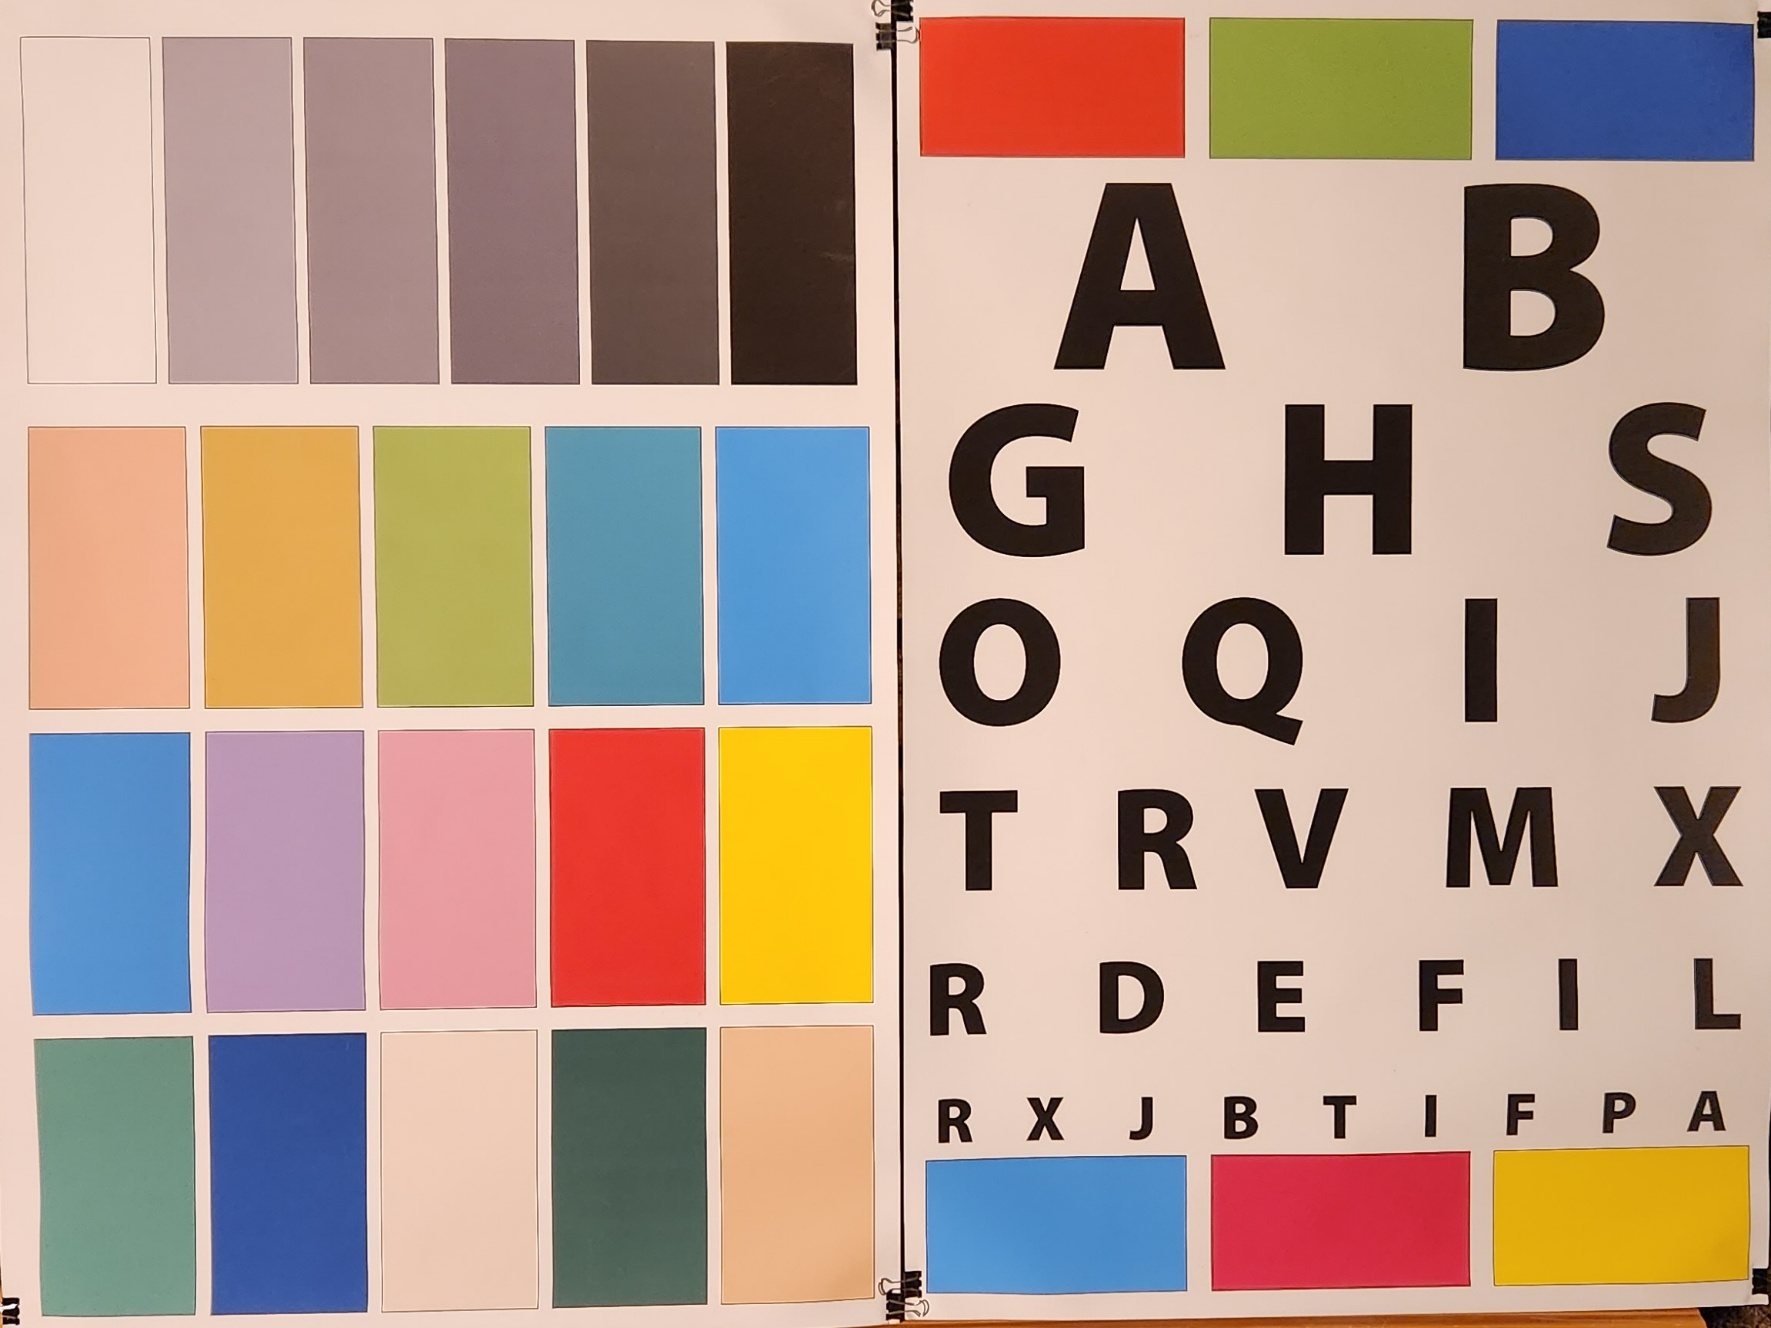 A B
G H S
O Q I J
T R V M X
R D E F I L
R X J B T I F P A